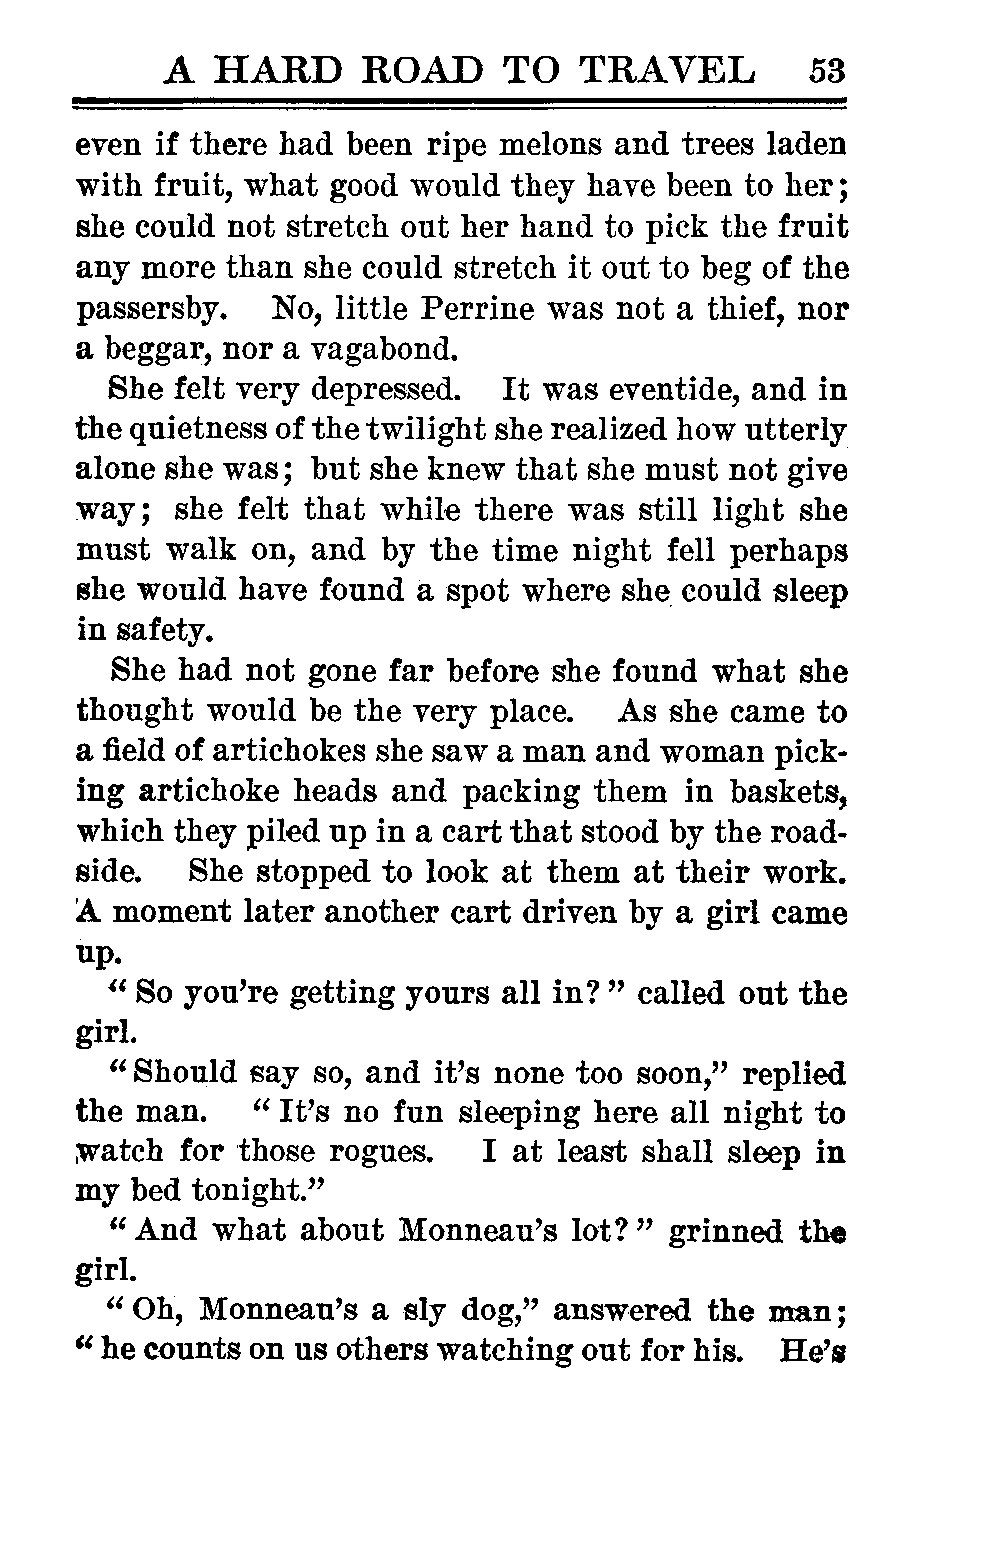 A HARD ROAD TO TRAVEL 53
even if there had been ripe melons and trees laden
with fruit, what good would they have been to her;
she could not stretch out her hand to pick the fruit
any more than she could stretch it out to beg of the
passersby. No, little Perrine was not a thief, nor
a beggar, nor a vagabond.
She felt very depressed. It was eventide, and in
the quietness of the twilight she realized how utterly
alone she was; but she knew that she must not give
way; she felt that while there was still light she
must walk on, and by the time night fell perhaps
she would have found a spot where she could sleep
in safety.
She had not gone far before she found what she
thought would be the very place. As she came to
a field of artichokes she saw a man and woman pick-
ing artichoke heads and packing them in baskets,
which they piled up in a cart that stood by the road-
side. She stopped to look at them at their work.
A moment later another cart driven by a girl came
up.
“ So you're getting yours all in? ” called out the
girl.
“ Should say so, and it's none too soon,” replied
the man. “ It's no fun sleeping here all night to
watch for those rogues. I at least shall sleep in
my bed tonight.”
“ And what about Monneau's lot? ” grinned the
girl.
“ Oh, Monneau's a sly dog,” answered the man;
“ he counts on us others watching out for his. He's